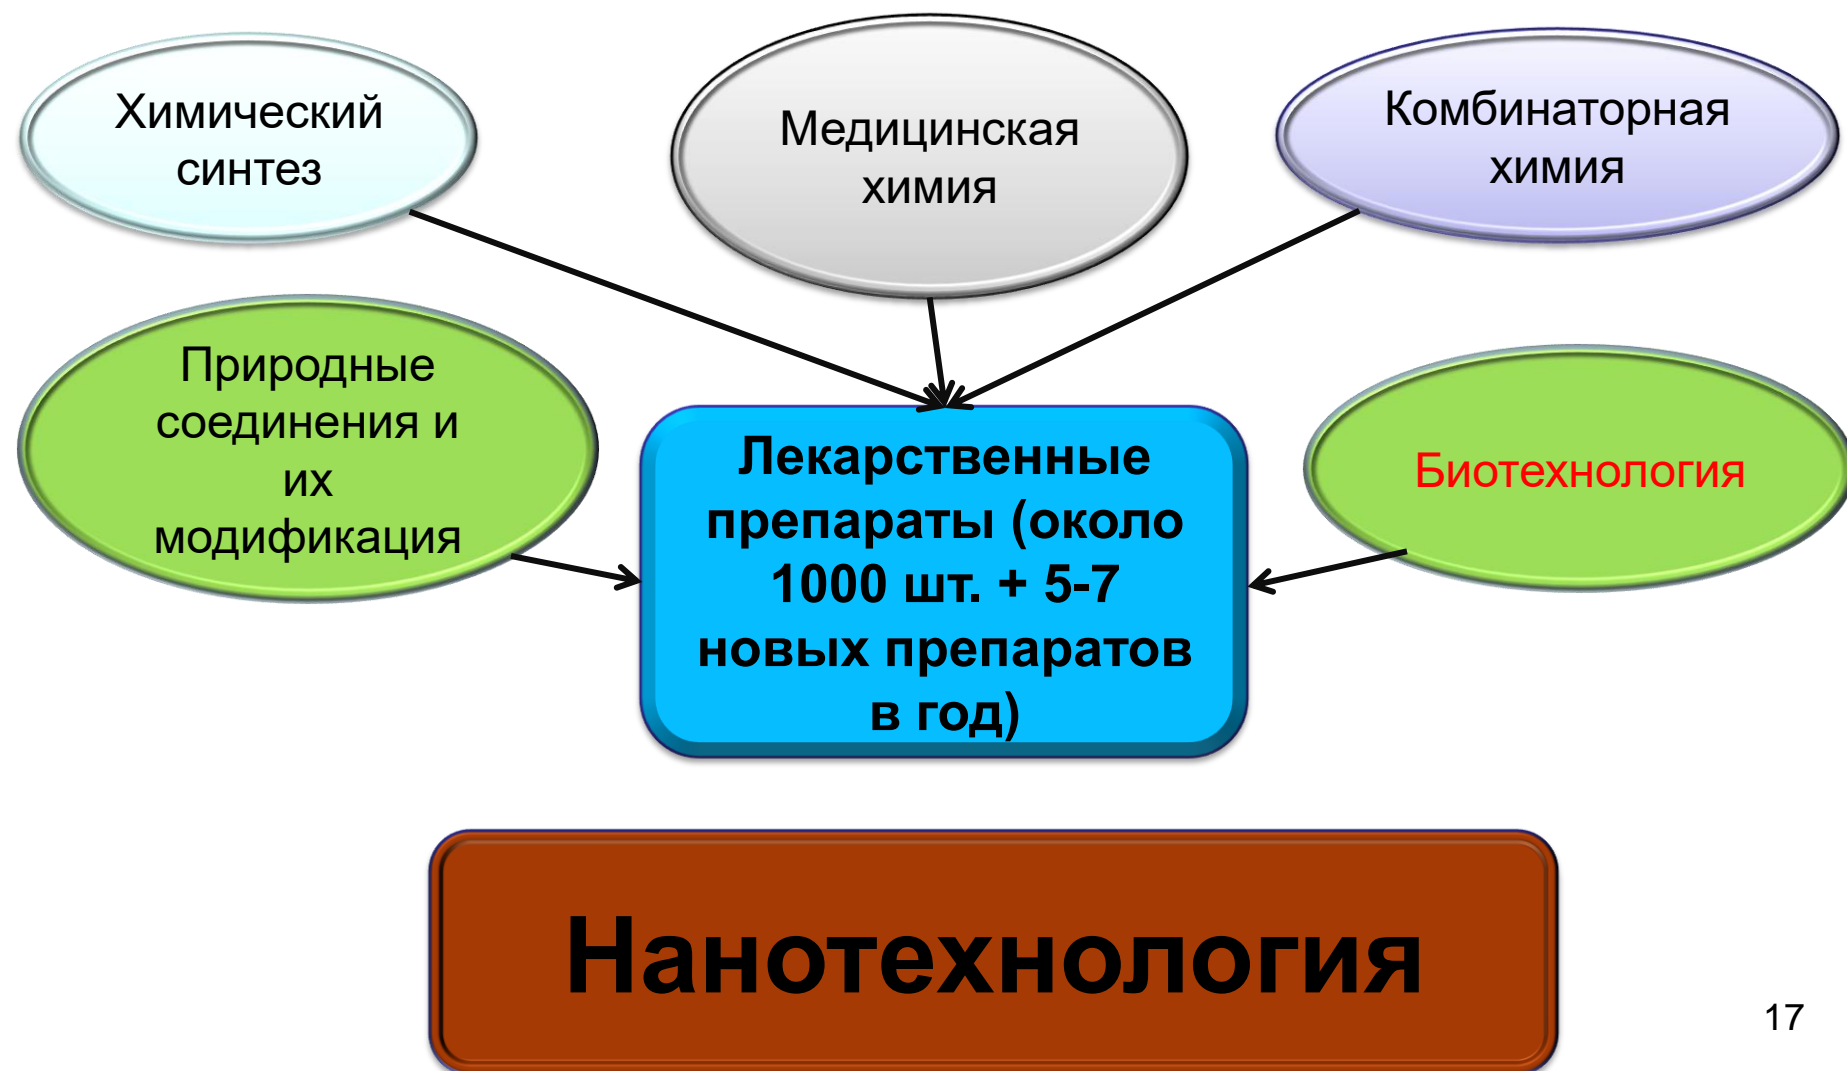 Химический
синтез
Медицинская
химия
Комбинаторная
химия
Природные
соединения и
их
модификация
Лекарственные
препараты (около
1000 шт. + 5-7
новых препаратов
в год)
Биотехнология
Нанотехнология
17